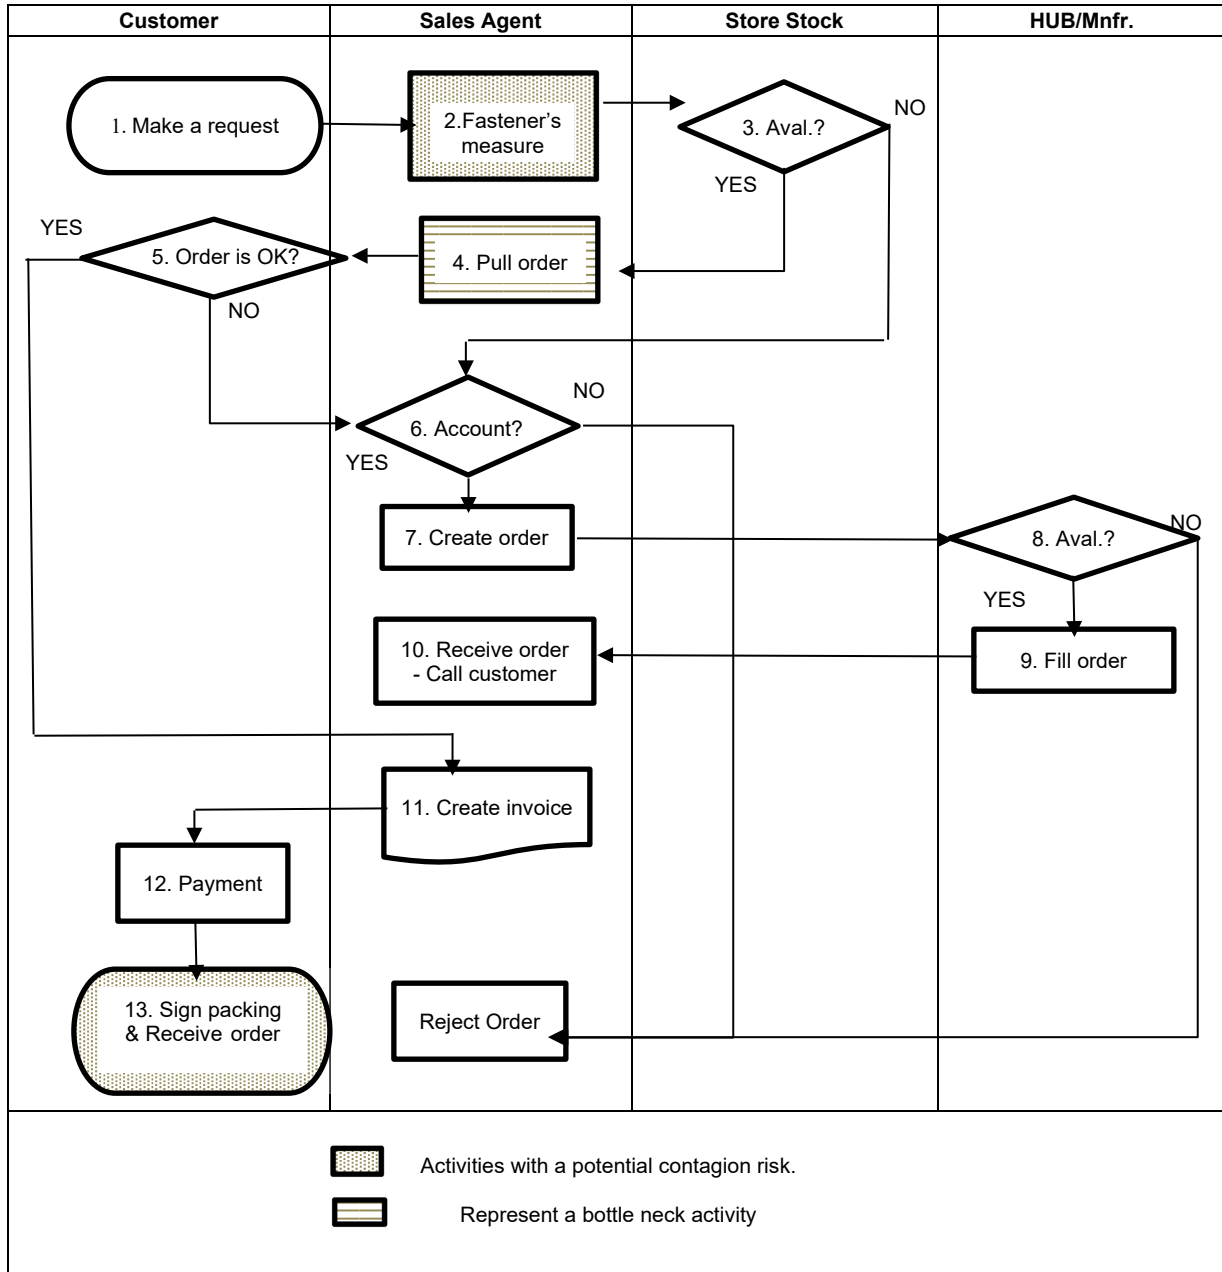 Customer
Sales Agent
Store Stock
HUB/Mnfr.
1. Make a request
2.Fastener's
measure
3. Aval.?
NO
YES
YES
5. Order is OK?
4. Pull order
NO
NO
6. Account?
YES
7. Create order
8. Aval.?
NO
YES
10. Receive order
- Call customer
9. Fill order
11. Create invoice
12. Payment
13. Sign packing
& Receive order
Reject Order
Activities with a potential contagion risk.
Represent a bottle neck activity